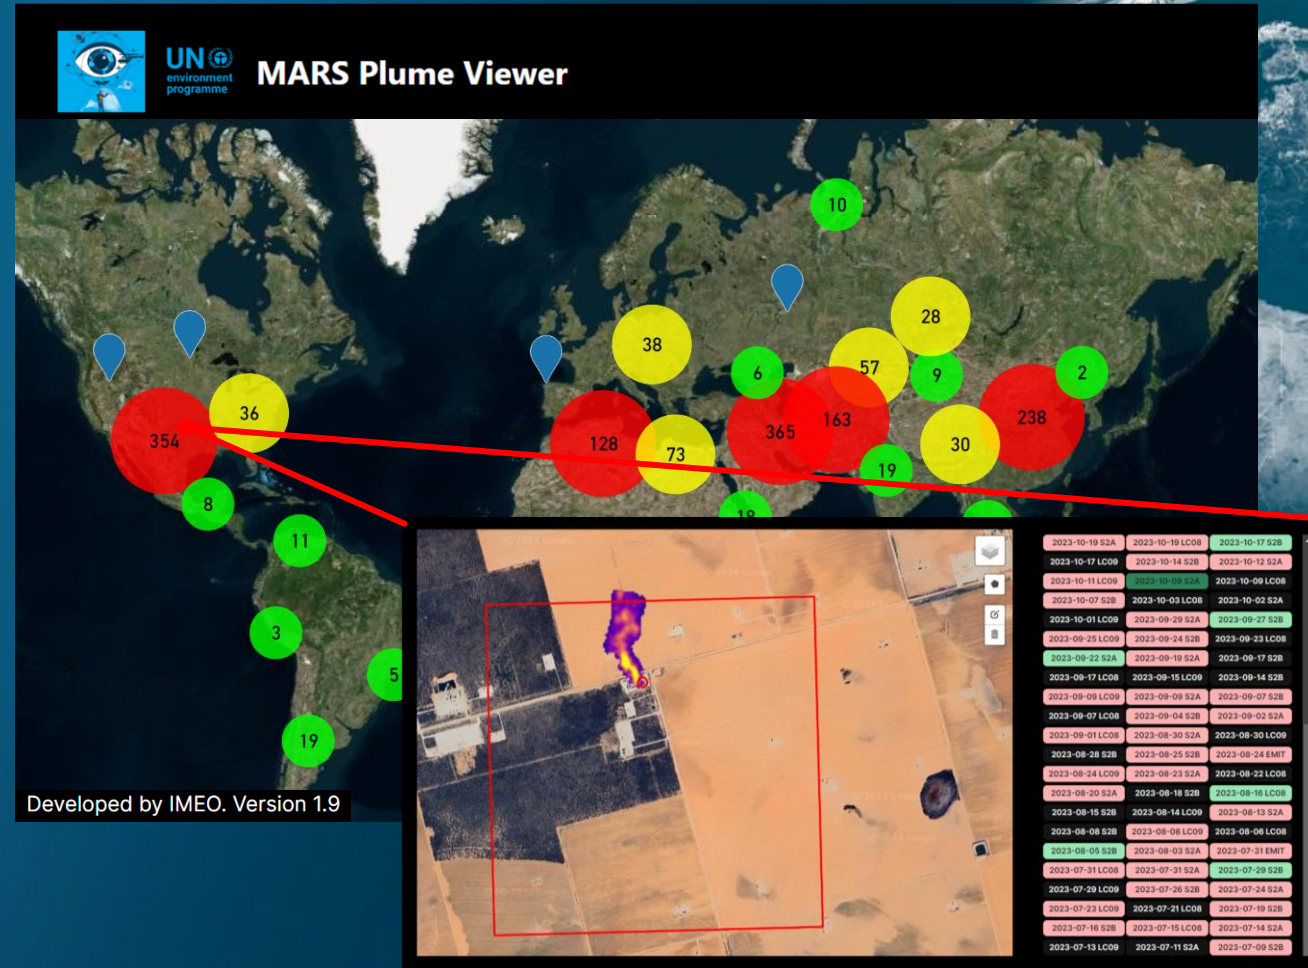 UN
environment
programme
MARS Plume Viewer
10
28
38
6
57
9
2
36
354
128
73
365
163
19
30
238
8
11
3
5
19
Developed by IMEO. Version 1.9
2023-10-19 S2A 2023-10-19 LC08 2023-10-17 S2B
2023-10-17 LC09 2023-10-14 S2B 2023-10-12 S2A
2023-10-11 LC09 2023-10-09 S2A 2023-10-09 LC08
2023-10-07 S2B 2023-10-03 LC08 2023-10-02 S2A
2023-10-01 LC09 2023-09-29 S2A 2023-09-27 S2B
2023-09-25 LC09 2023-09-24 S2B 2023-09-23 LC08
2023-09-22 S2A 2023-09-19 S2A 2023-09-17 S2B
2023-09-17 LC08 2023-09-15 LC09 2023-09-14 S2B
2023-09-09 LC09 2023-09-09 S2A 2023-09-07 S2B
2023-09-07 LC08 2023-09-04 S2B 2023-09-02 S2A
2023-09-01 LC08 2023-08-30 S2A 2023-08-30 LC09
2023-08-28 S2B 2023-08-25 S2B 2023-08-24 EMIT
2023-08-24 LC09 2023-08-23 S2A 2023-08-22 LC08
2023-08-20 S2A 2023-08-18 S2B 2023-08-16 LC08
2023-08-15 S2B 2023-08-14 LC09 2023-08-13 S2A
2023-08-08 S2B 2023-08-08 LC09 2023-08-06 LC08
2023-08-05 S2B 2023-08-03 S2A 2023-07-31 EMIT
2023-07-31 LC08 2023-07-31 S2A 2023-07-29 S2B
2023-07-29 LC09 2023-07-26 S2B 2023-07-24 S2A
2023-07-23 LC09 2023-07-21 LC08 2023-07-19 S2B
2023-07-16 S2B 2023-07-15 LC08 2023-07-14 S2A
2023-07-13 LC09 2023-07-11 S2A 2023-07-09 S2B